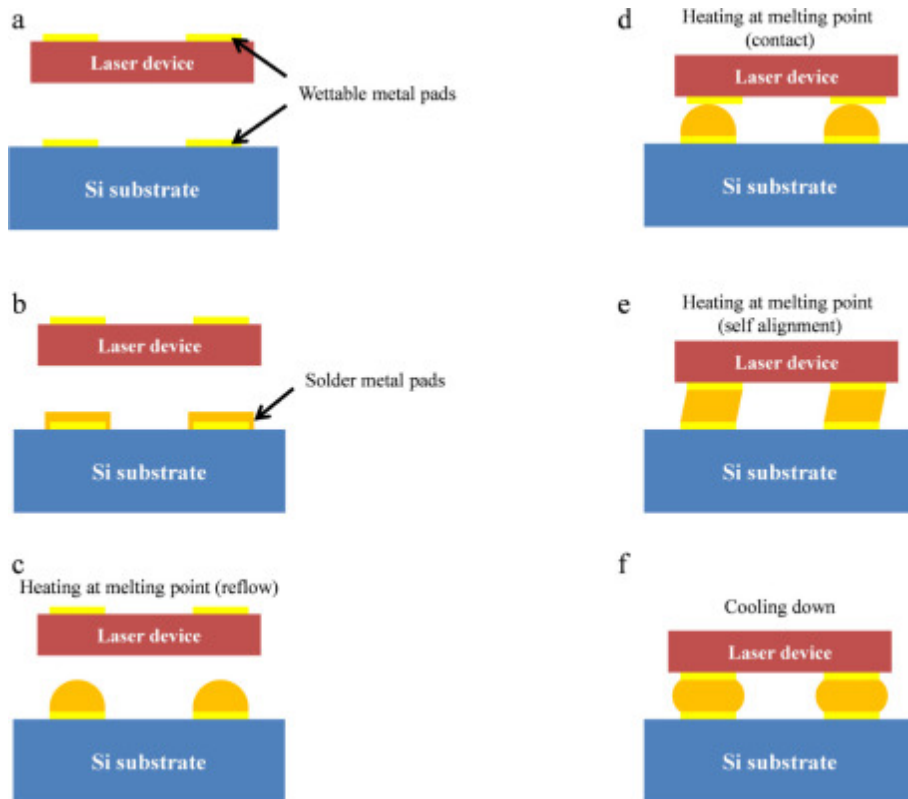 a
Laser device
Wettable metal pads
Si substrate
b
Laser device
Solder metal pads
Si substrate
c
Heating at melting point (reflow)
Laser device
Si substrate
d
Heating at melting point
(contact)
Laser device
Si substrate
e
Heating at melting point
(self alignment)
Laser device
Si substrate
f
Cooling down
Laser device
Si substrate